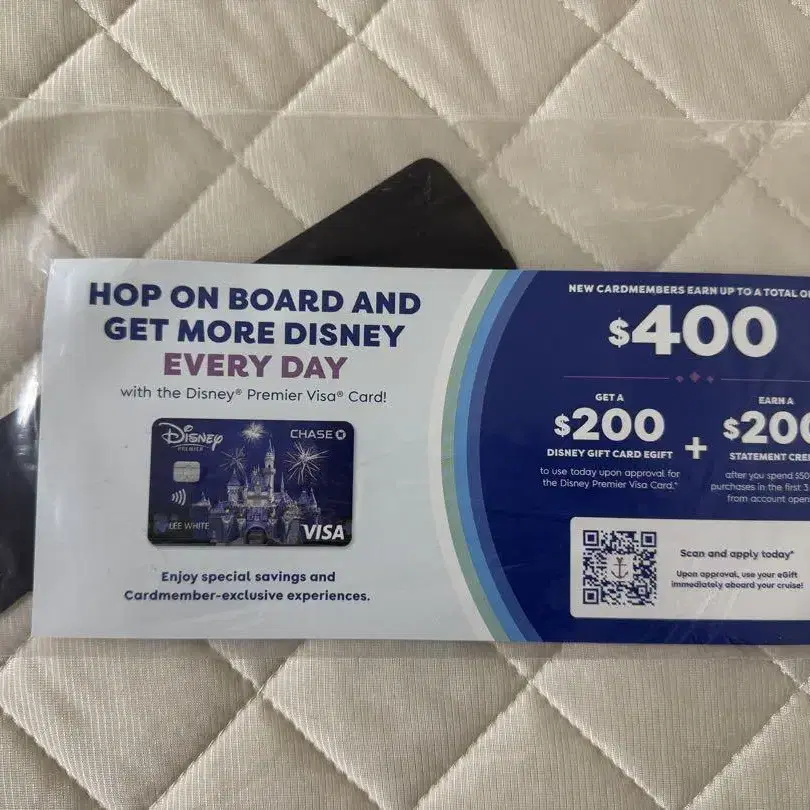 HOP ON BOARD AND
GET MORE DISNEY
EVERY DAY
with the Disney® Premier Visa® Card!
Disney
PREMIER
CHASE
LEE WHITE
VISA
Enjoy special savings and
Cardmember-exclusive experiences.
NEW CARDMEMBERS EARN UP TO A TOTAL
$400
GET A
$200
DISNEY GIFT CARD EGIFT
to use today upon approval for
the Disney Premier Visa Card.*
+
EARN A
$200
STATEMENT
after you spend
purchases in the first 3
from account
Scan and apply today*
Upon approval, use your eGift
immediately aboard your cruise!